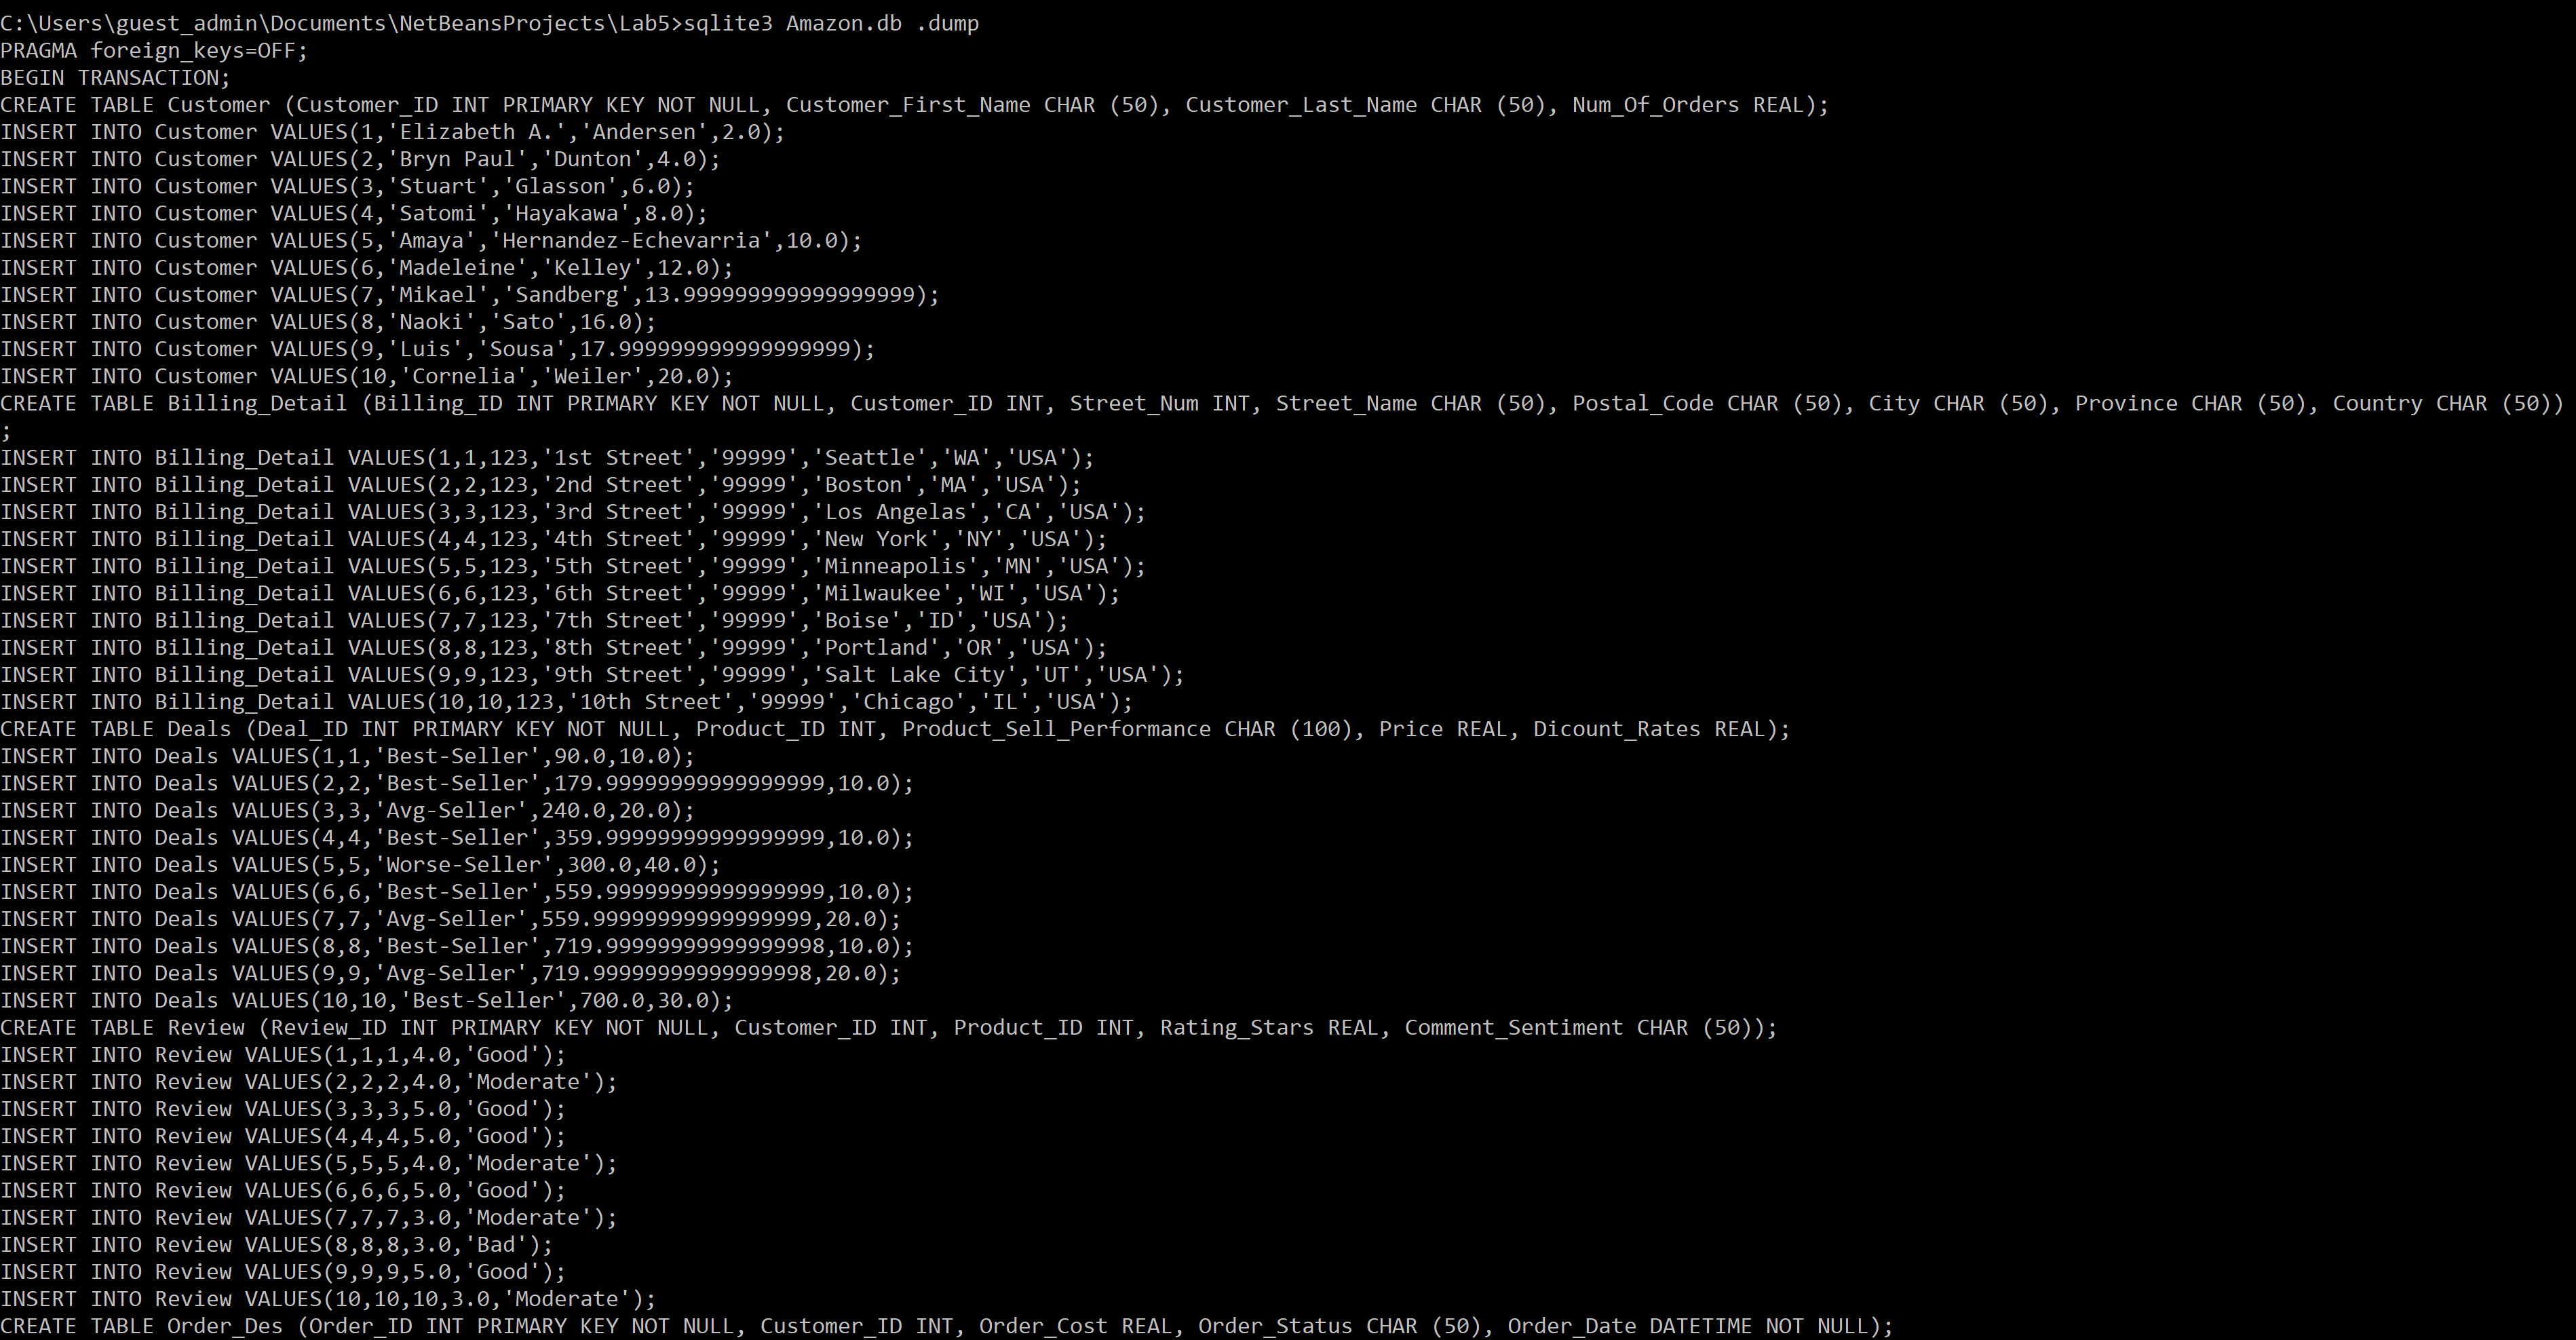 C:\Users\guest_admin\Documents\NetBeansProjects\Lab5>sqlite3 Amazon.db .dump
PRAGMA foreign_keys=OFF;
BEGIN TRANSACTION;
CREATE TABLE Customer (Customer_ID INT PRIMARY KEY NOT NULL, Customer_First_Name CHAR (50), Customer_Last_Name CHAR (50), Num_Of_Orders REAL);
INSERT INTO Customer VALUES(1,'Elizabeth A.','Andersen',2.0);
INSERT INTO Customer VALUES(2,'Bryn Paul','Dunton',4.0);
INSERT INTO Customer VALUES(3,'Stuart','Glasson',6.0);
INSERT INTO Customer VALUES(4,'Satomi','Hayakawa',8.0);
INSERT INTO Customer VALUES(5,'Amaya','Hernandez-Echevarria',10.0);
INSERT INTO Customer VALUES(6,'Madeleine','Kelley',12.0);
INSERT INTO Customer VALUES(7,'Mikael','Sandberg',13.999999999999999999);
INSERT INTO Customer VALUES(8,'Naoki','Sato',16.0);
INSERT INTO Customer VALUES(9,'Luis','Sousa',17.999999999999999999);
INSERT INTO Customer VALUES(10,'Cornelia','Weiler',20.0);
CREATE TABLE Billing_Detail (Billing_ID INT PRIMARY KEY NOT NULL, Customer_ID INT, Street_Num INT, Street_Name CHAR (50), Postal_Code CHAR (50), City CHAR (50), Province CHAR (50), Country CHAR (50))
;
INSERT INTO Billing_Detail VALUES(1,1,123,'1st Street','99999','Seattle','WA','USA');
INSERT INTO Billing_Detail VALUES(2,2,123,'2nd Street','99999','Boston','MA','USA');
INSERT INTO Billing_Detail VALUES(3,3,123,'3rd Street','99999','Los Angelas','CA','USA');
INSERT INTO Billing_Detail VALUES(4,4,123,'4th Street','99999','New York','NY','USA');
INSERT INTO Billing_Detail VALUES(5,5,123,'5th Street','99999','Minneapolis','MN','USA');
INSERT INTO Billing_Detail VALUES(6,6,123,'6th Street','99999','Milwaukee','WI','USA');
INSERT INTO Billing_Detail VALUES(7,7,123,'7th Street','99999','Boise','ID','USA');
INSERT INTO Billing_Detail VALUES(8,8,123,'8th Street','99999','Portland','OR','USA');
INSERT INTO Billing_Detail VALUES(9,9,123,'9th Street','99999','Salt Lake City','UT','USA');
INSERT INTO Billing_Detail VALUES(10,10,123,'10th Street','99999','Chicago','IL','USA');
CREATE TABLE Deals (Deal_ID INT PRIMARY KEY NOT NULL, Product_ID INT, Product_Sell_Performance CHAR (100), Price REAL, Dicount_Rates REAL);
INSERT INTO Deals VALUES(1,1,'Best-Seller',90.0,10.0);
INSERT INTO Deals VALUES(2,2,'Best-Seller',179.99999999999999999,10.0);
INSERT INTO Deals VALUES(3,3,'Avg-Seller',240.0,20.0);
INSERT INTO Deals VALUES(4,4,'Best-Seller',359.99999999999999999,10.0);
INSERT INTO Deals VALUES(5,5,'Worse-Seller',300.0,40.0);
INSERT INTO Deals VALUES(6,6,'Best-Seller',559.99999999999999999,10.0);
INSERT INTO Deals VALUES(7,7,'Avg-Seller',559.99999999999999999,20.0);
INSERT INTO Deals VALUES(8,8,'Best-Seller',719.99999999999999998,10.0);
INSERT INTO Deals VALUES(9,9,'Avg-Seller',719.99999999999999998,20.0);
INSERT INTO Deals VALUES(10,10,'Best-Seller',700.0,30.0);
CREATE TABLE Review (Review_ID INT PRIMARY KEY NOT NULL, Customer_ID INT, Product_ID INT, Rating_Stars REAL, Comment_Sentiment CHAR (50));
INSERT INTO Review VALUES(1,1,1,4.0,'Good');
INSERT INTO Review VALUES(2,2,2,4.0,'Moderate');
INSERT INTO Review VALUES(3,3,3,5.0,'Good');
INSERT INTO Review VALUES(4,4,4,5.0,'Good');
INSERT INTO Review VALUES(5,5,5,4.0,'Moderate');
INSERT INTO Review VALUES(6,6,6,5.0,'Good');
INSERT INTO Review VALUES(7,7,7,3.0,'Moderate');
INSERT INTO Review VALUES(8,8,8,3.0,'Bad');
INSERT INTO Review VALUES(9,9,9,5.0,'Good');
INSERT INTO Review VALUES(10,10,10,3.0,'Moderate');
CREATE TABLE Order_Des (Order_ID INT PRIMARY KEY NOT NULL, Customer_ID INT, Order_Cost REAL, Order_Status CHAR (50), Order_Date DATETIME NOT NULL);